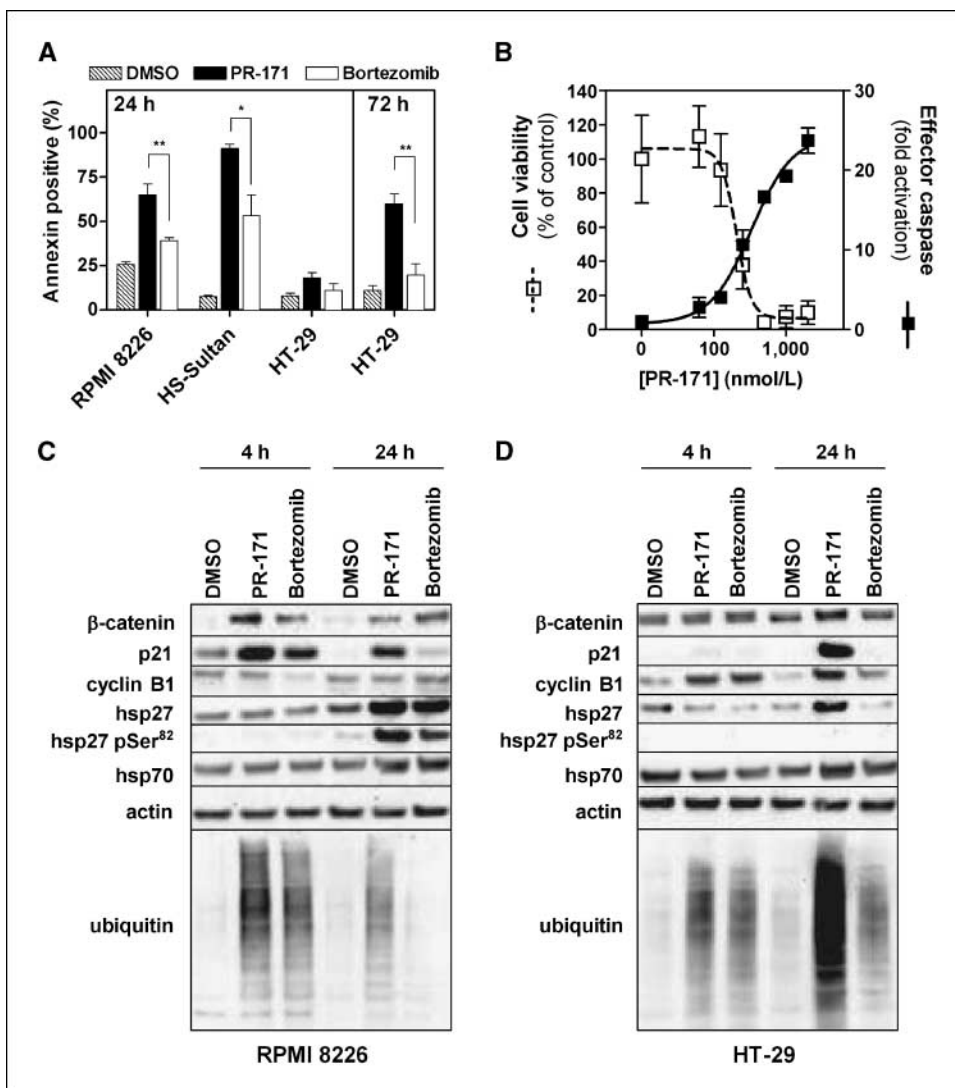 A
DMSO PR-171 Bortezomib
24 h 72 h
Annexin positive (%)
100
75
50
25
0
** * **
RPMI 8226 HS-Sultan HT-29 HT-29
B
Cell viability
(% of control)
140
120
100
80
60
40
20
0
30
20
10
0
Effector caspase
(fold activation)
0 100 1,000
[PR-171] (nmol/L)
C
4 h 24 h
DMSO PR-171 Bortezomib DMSO PR-171 Bortezomib
β-catenin
p21
cyclin B1
hsp27
hsp27 pSer⁸²
hsp70
actin
ubiquitin
RPMI 8226
D
4 h 24 h
DMSO PR-171 Bortezomib DMSO PR-171 Bortezomib
β-catenin
p21
cyclin B1
hsp27
hsp27 pSer⁸²
hsp70
actin
ubiquitin
HT-29